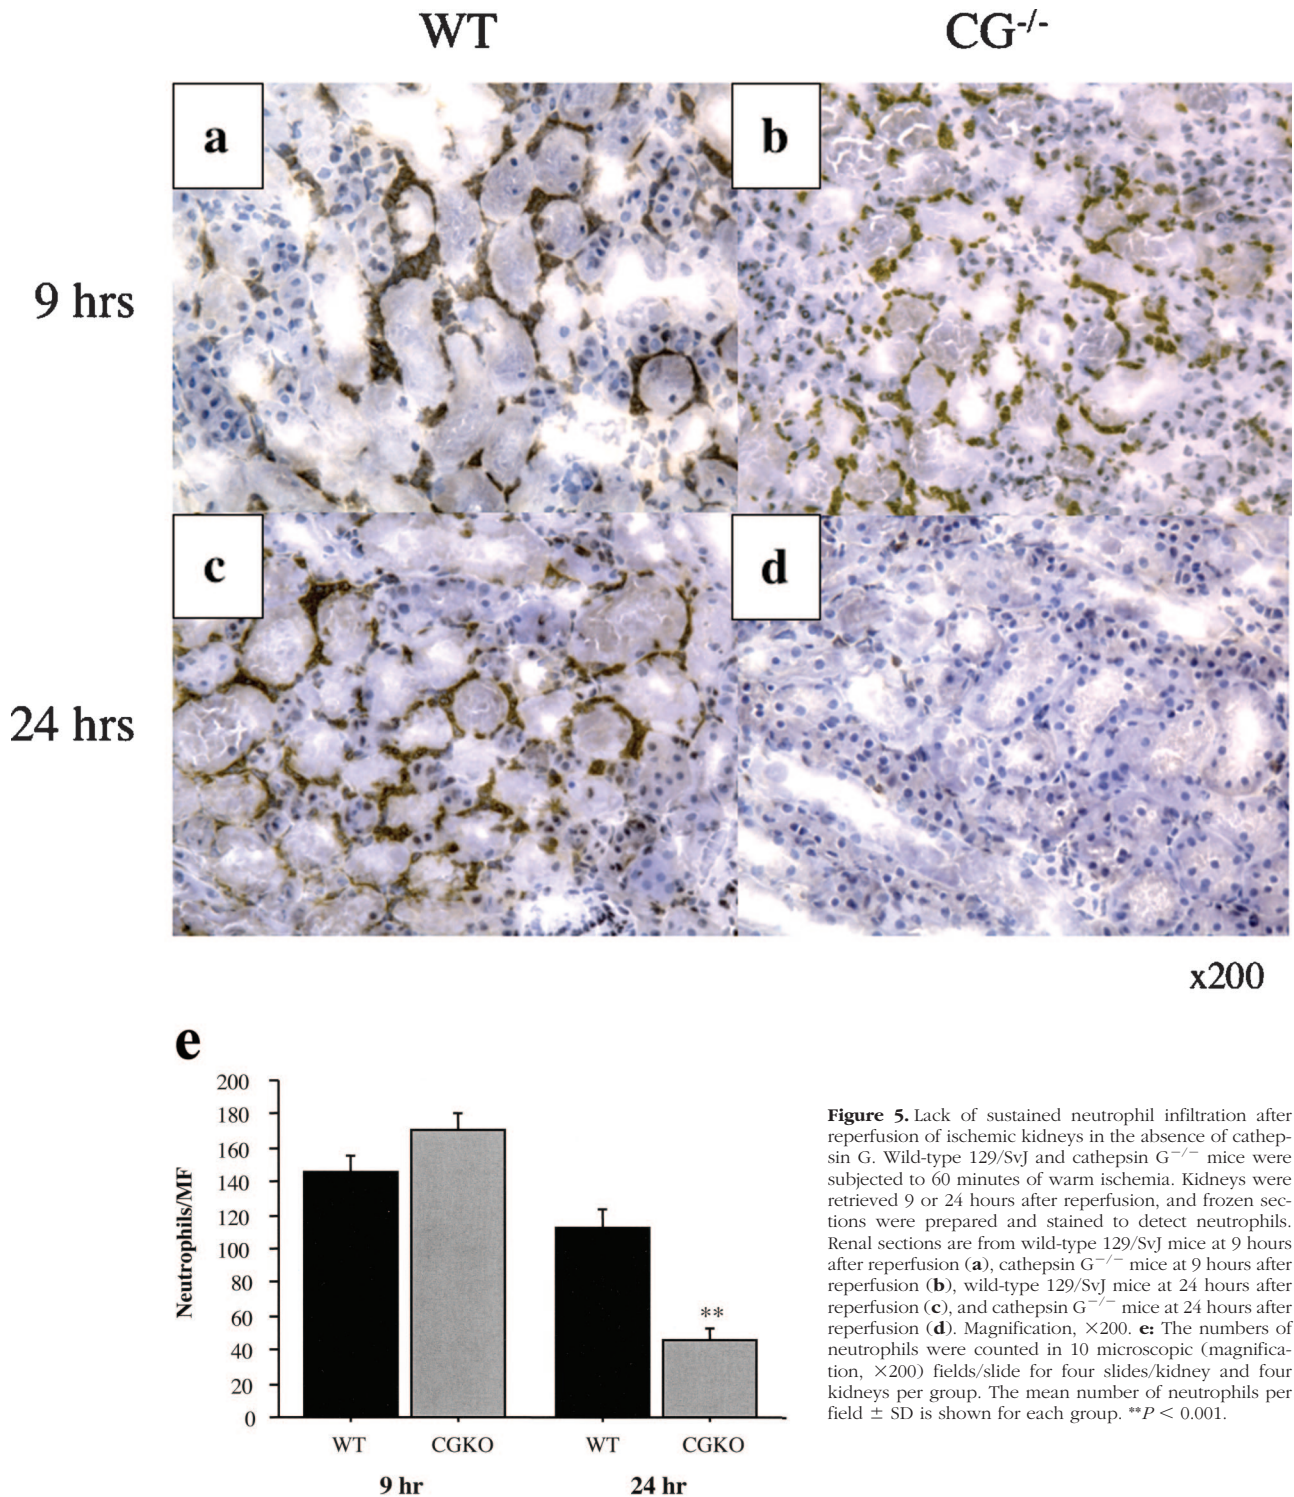 WT
CG-/-
a
b
9 hrs
c
d
24 hrs
x200
e
200
180
160
140
120
100
80
60
40
20
0
Neutrophils/MF
**
WT
CGKO
WT
CGKO
9 hr
24 hr
Figure 5. Lack of sustained neutrophil infiltration after
reperfusion of ischemic kidneys in the absence of cathep-
sin G. Wild-type 129/SvJ and cathepsin G−/− mice were
subjected to 60 minutes of warm ischemia. Kidneys were
retrieved 9 or 24 hours after reperfusion, and frozen sec-
tions were prepared and stained to detect neutrophils.
Renal sections are from wild-type 129/SvJ mice at 9 hours
after reperfusion (a), cathepsin G−/− mice at 9 hours after
reperfusion (b), wild-type 129/SvJ mice at 24 hours after
reperfusion (c), and cathepsin G−/− mice at 24 hours after
reperfusion (d). Magnification, ×200. e: The numbers of
neutrophils were counted in 10 microscopic (magnifica-
tion, ×200) fields/slide for four slides/kidney and four
kidneys per group. The mean number of neutrophils per
field ± SD is shown for each group. **P < 0.001.